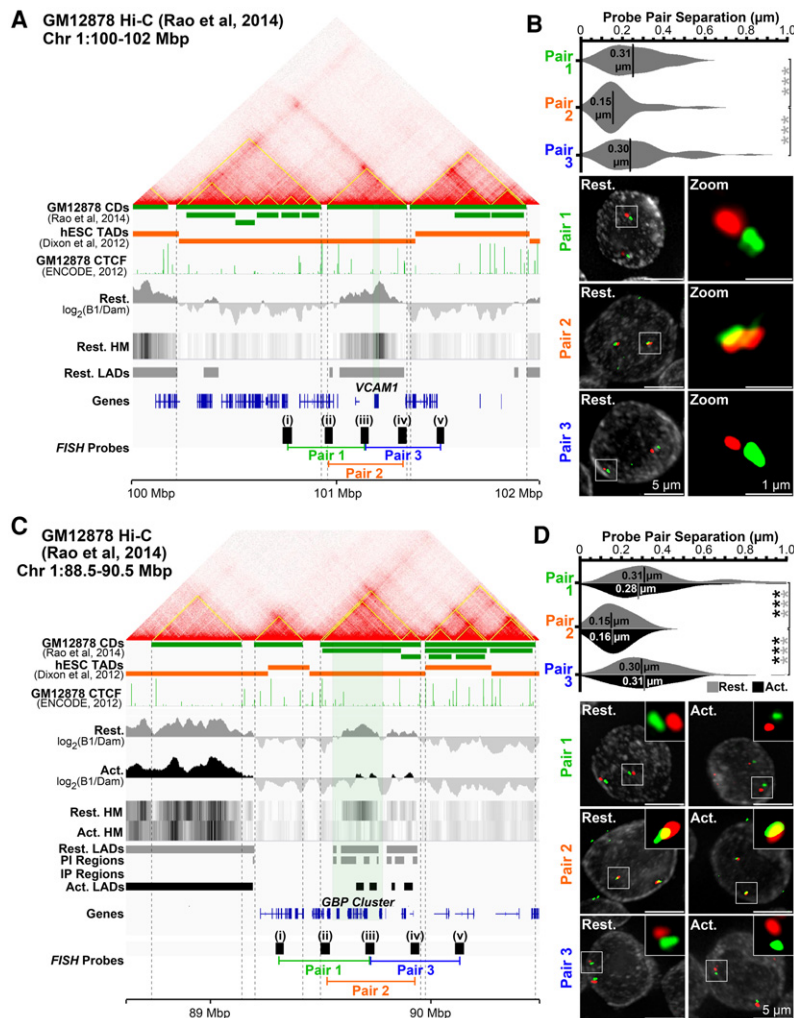 A
GM12878 Hi-C (Rao et al, 2014)
Chr 1:100-102 Mbp
GM12878 CDs
(Rao et al, 2014)
hESC TADs
(Dixon et al, 2012)
GM12878 CTCF
(ENCODE, 2012)
Rest.
log2(B1/Dam)
Rest. HM
Rest. LADs
VCAM1
Genes
(i) (ii) (iii) (iv) (v)
FISH Probes
Pair 1 Pair 3
Pair 2
100 Mbp 101 Mbp 102 Mbp
B
Probe Pair Separation (µm)
0 0.2 0.4 0.6 0.8 1.0
Pair 1
0.31 µm
Pair 2
0.15 µm
Pair 3
0.30 µm
***
***
Pair 1
Rest. Zoom
Pair 2
Rest. Zoom
Pair 3
Rest. Zoom
5 µm 1 µm
C
GM12878 Hi-C
(Rao et al, 2014)
Chr 1:88.5-90.5 Mbp
GM12878 CDs
(Rao et al, 2014)
hESC TADs
(Dixon et al, 2012)
GM12878 CTCF
(ENCODE, 2012)
Rest.
log2(B1/Dam)
Act.
log2(B1/Dam)
Rest. HM
Act. HM
Rest. LADs
PI Regions
IP Regions
Act. LADs
GBP Cluster
Genes
(i) (ii) (iii) (iv) (v)
FISH Probes
Pair 1 Pair 3
Pair 2
89 Mbp 90 Mbp
D
Probe Pair Separation (µm)
0 0.2 0.4 0.6 0.8 1.0
Pair 1
0.31 µm
0.28 µm
Pair 2
0.15 µm
0.16 µm
Pair 3
0.30 µm
0.31 µm
***
***
***
***
Rest. Act.
Pair 1
Rest. Act.
Pair 2
Rest. Act.
Pair 3
Rest. Act.
5 µm